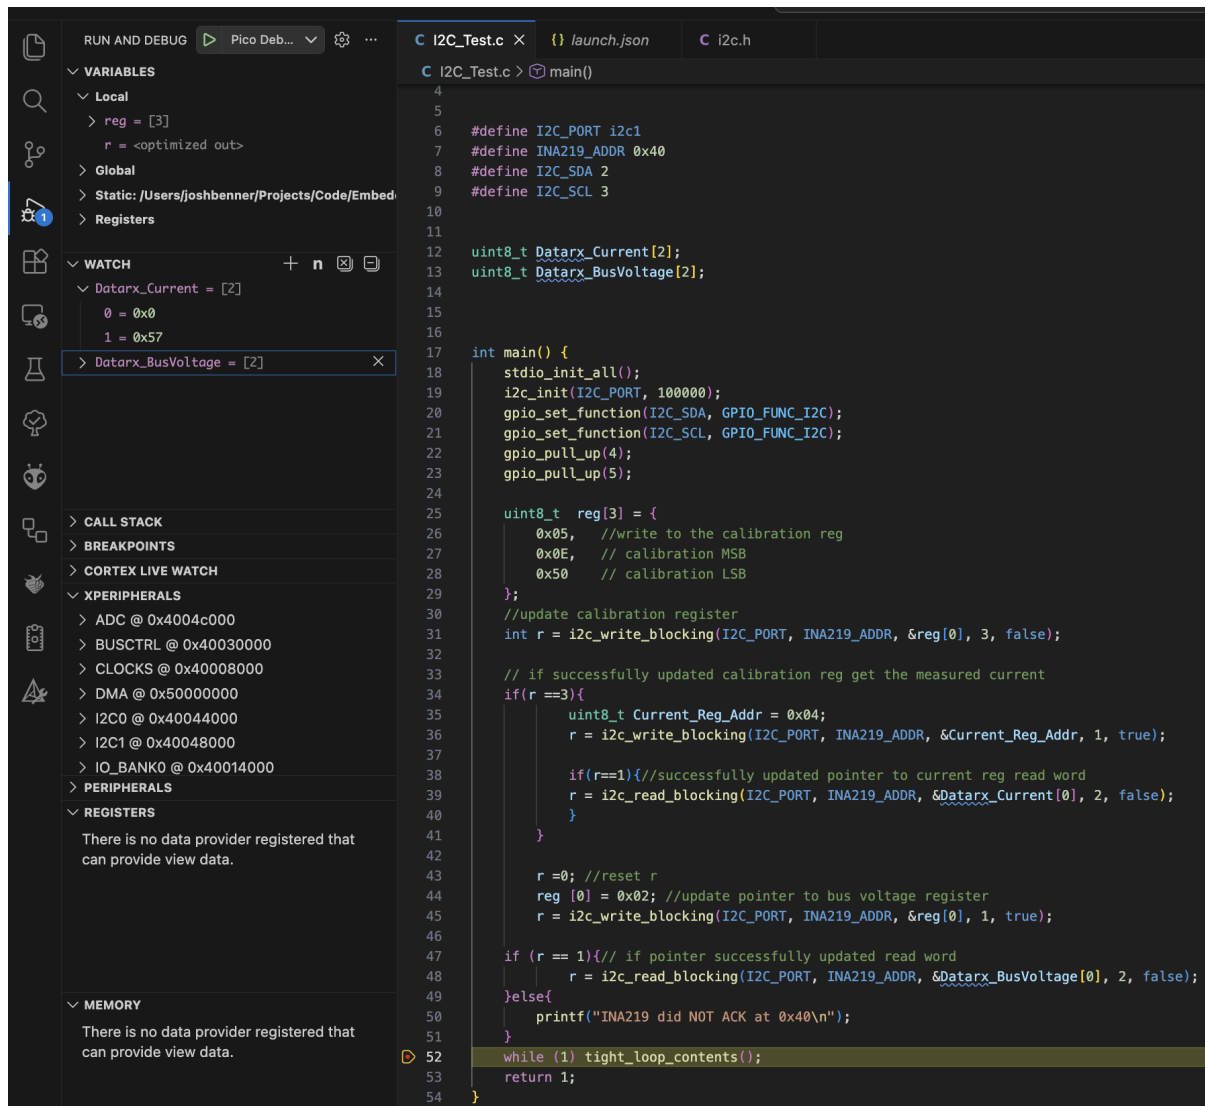 RUN AND DEBUG Pico Deb... ...
VARIABLES
Local
reg = [3]
r = <optimized out>
Global
Static: /Users/joshbenner/Projects/Code/Embed
Registers
1
WATCH n
Datarx_Current = [2]
0 = 0x0
1 = 0x57
Datarx_BusVoltage = [2]
CALL STACK
BREAKPOINTS
CORTEX LIVE WATCH
XPERIPHERALS
ADC @ 0x4004c000
BUSCTRL @ 0x40030000
CLOCKS @ 0x40008000
DMA @ 0x50000000
I2C0 @ 0x40044000
I2C1 @ 0x40048000
IO_BANK0 @ 0x40014000
PERIPHERALS
REGISTERS
There is no data provider registered that
can provide view data.
MEMORY
There is no data provider registered that
can provide view data.
C I2C_Test.c {} launch.json C i2c.h
C I2C_Test.c > main()
4
5
6 #define I2C_PORT i2c1
7 #define INA219_ADDR 0x40
8 #define I2C_SDA 2
9 #define I2C_SCL 3
10
11
12 uint8_t Datarx_Current[2];
13 uint8_t Datarx_BusVoltage[2];
14
15
16
17 int main() {
18 stdio_init_all();
19 i2c_init(I2C_PORT, 100000);
20 gpio_set_function(I2C_SDA, GPIO_FUNC_I2C);
21 gpio_set_function(I2C_SCL, GPIO_FUNC_I2C);
22 gpio_pull_up(4);
23 gpio_pull_up(5);
24
25 uint8_t  reg[3] = {
26 0x05,   //write to the calibration reg
27 0x0E,   // calibration MSB
28 0x50    // calibration LSB
29 };
30 //update calibration register
31 int r = i2c_write_blocking(I2C_PORT, INA219_ADDR, &reg[0], 3, false);
32
33 // if successfully updated calibration reg get the measured current
34 if(r ==3){
35 uint8_t Current_Reg_Addr = 0x04;
36 r = i2c_write_blocking(I2C_PORT, INA219_ADDR, &Current_Reg_Addr, 1, true);
37
38 if(r==1){//successfully updated pointer to current reg read word
39 r = i2c_read_blocking(I2C_PORT, INA219_ADDR, &Datarx_Current[0], 2, false);
40 }
41 }
42
43 r =0; //reset r
44 reg [0] = 0x02; //update pointer to bus voltage register
45 r = i2c_write_blocking(I2C_PORT, INA219_ADDR, &reg[0], 1, true);
46
47 if (r == 1){// if pointer successfully updated read word
48 r = i2c_read_blocking(I2C_PORT, INA219_ADDR, &Datarx_BusVoltage[0], 2, false);
49 }else{
50 printf("INA219 did NOT ACK at 0x40\n");
51 }
52 while (1) tight_loop_contents();
53 return 1;
54 }